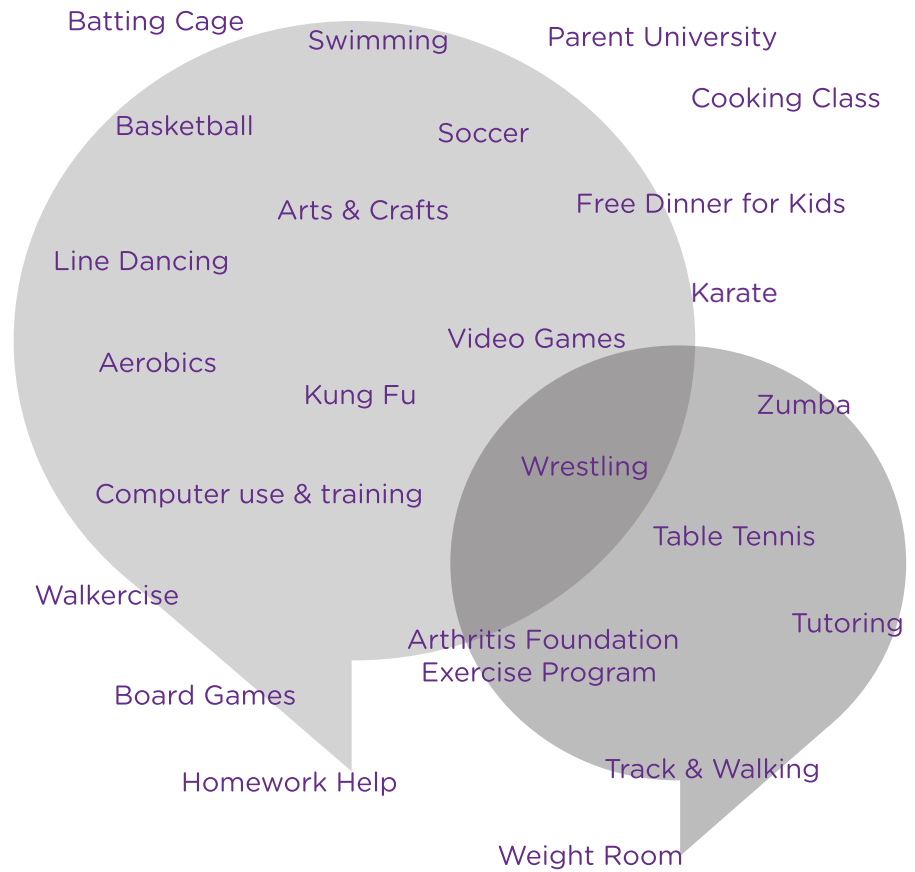 Batting Cage
Swimming
Parent University
Cooking Class
Basketball
Soccer
Arts & Crafts
Free Dinner for Kids
Line Dancing
Karate
Video Games
Aerobics
Kung Fu
Zumba
Wrestling
Computer use & training
Table Tennis
Walkercise
Tutoring
Arthritis Foundation
Exercise Program
Board Games
Track & Walking
Homework Help
Weight Room